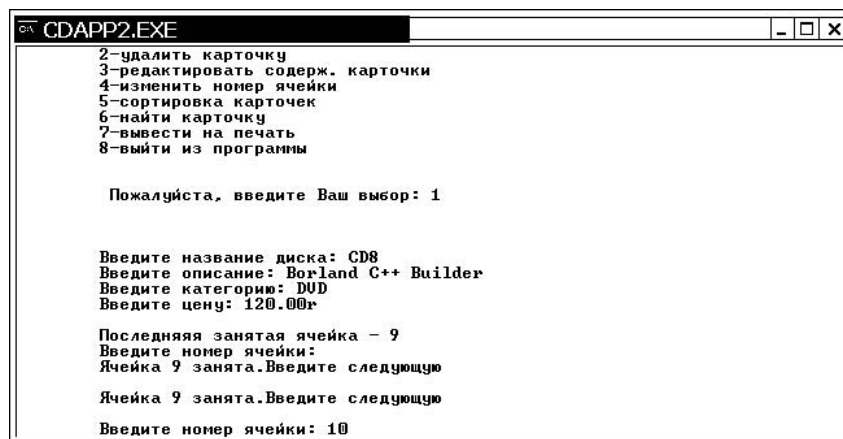 CDAPP2.EXE
2-удалить карточку
3-редактировать содерж. карточки
4-изменить номер ячейки
5-сортировка карточек
6-найти карточку
7-вывести на печать
8-выйти из программы
Пожалуйста, введите Ваш выбор: 1
Введите название диска: CD8
Введите описание: Borland C++ Builder
Введите категорию: DVD
Введите цену: 120.00r
Последняяя занятая ячейка - 9
Введите номер ячейки:
Ячейка 9 занята.Введите следующую
Ячейка 9 занята.Введите следующую
Введите номер ячейки: 10